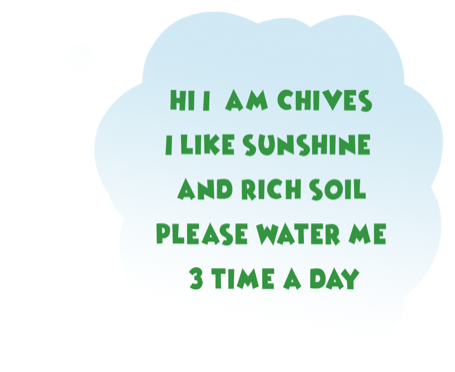 HI I AM CHIVES
I LIKE SUNSHINE
AND RICH SOIL
PLEASE WATER ME
3 TIME A DAY